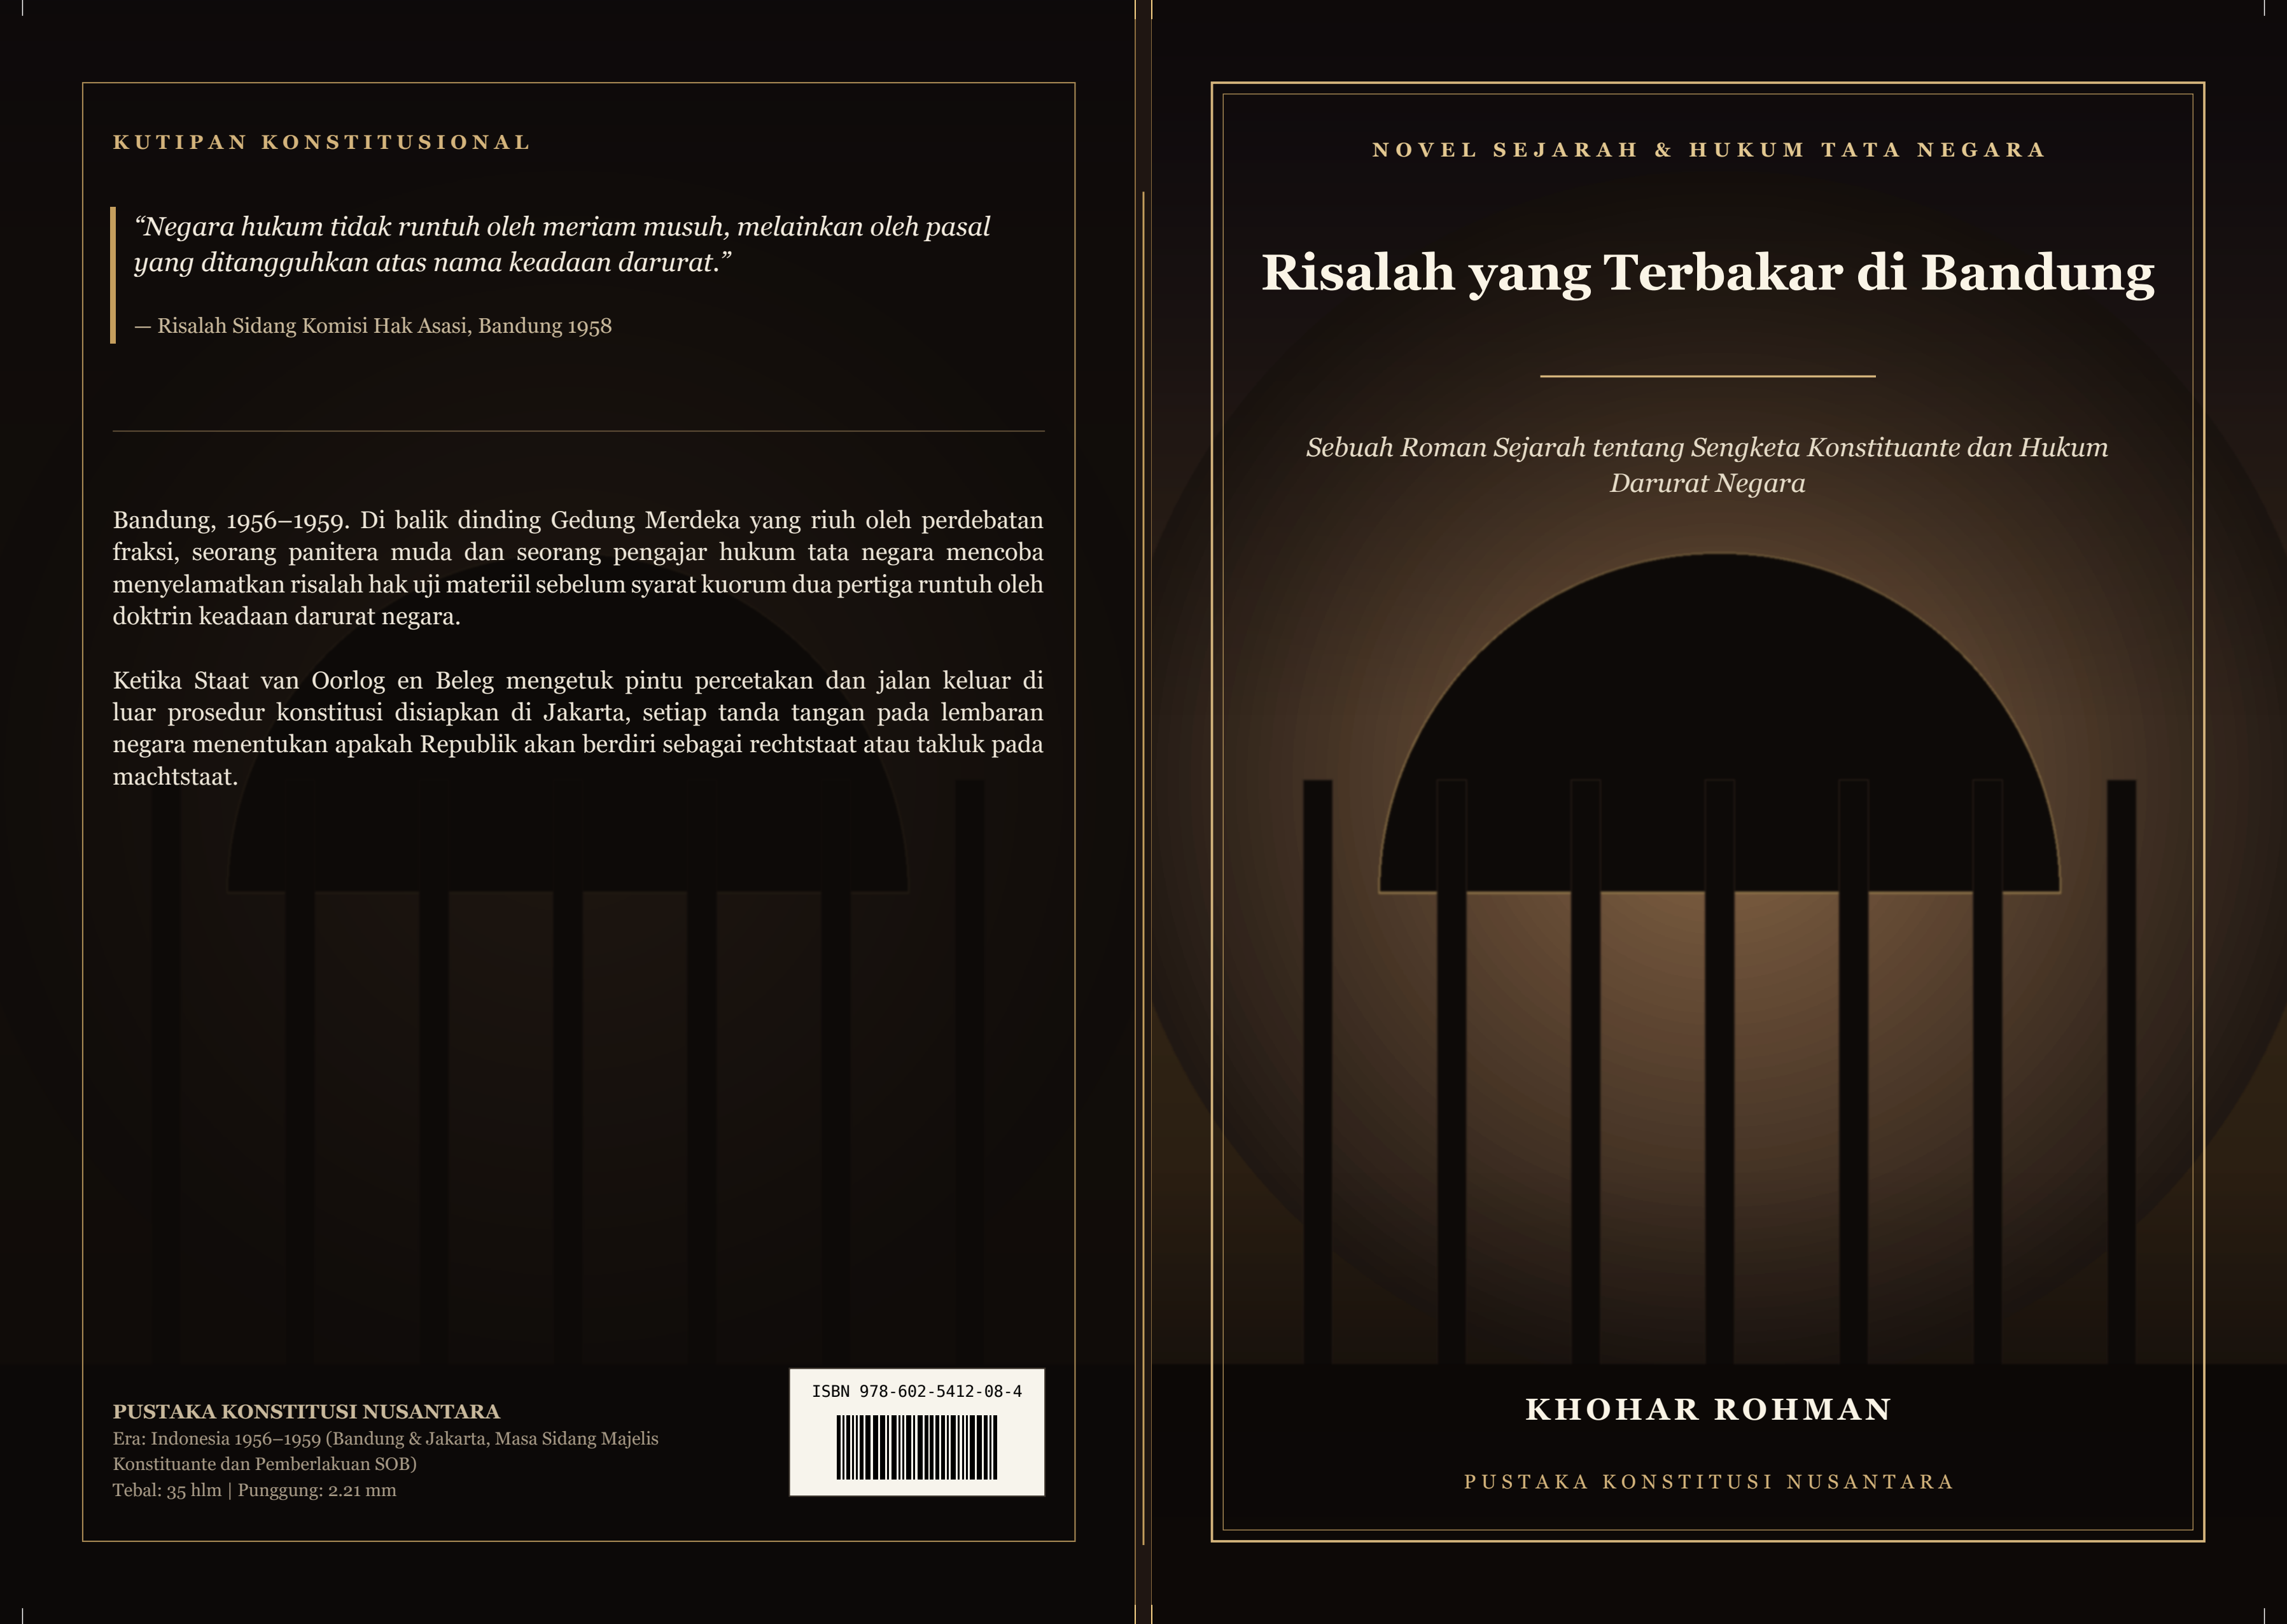 KUTIPAN KONSTITUSIONAL
“Negara hukum tidak runtuh oleh meriam musuh, melainkan oleh pasal
yang ditangguhkan atas nama keadaan darurat.”
— Risalah Sidang Komisi Hak Asasi, Bandung 1958
Bandung, 1956–1959. Di balik dinding Gedung Merdeka yang riuh oleh perdebatan
fraksi, seorang panitera muda dan seorang pengajar hukum tata negara mencoba
menyelamatkan risalah hak uji materiil sebelum syarat kuorum dua pertiga runtuh oleh
doktrin keadaan darurat negara.
Ketika Staat van Oorlog en Beleg mengetuk pintu percetakan dan jalan keluar di
luar prosedur konstitusi disiapkan di Jakarta, setiap tanda tangan pada lembaran
negara menentukan apakah Republik akan berdiri sebagai rechtstaat atau takluk pada
machtstaat.
PUSTAKA KONSTITUSI NUSANTARA
Era: Indonesia 1956–1959 (Bandung & Jakarta, Masa Sidang Majelis
Konstituante dan Pemberlakuan SOB)
Tebal: 35 hlm | Punggung: 2.21 mm
ISBN 978-602-5412-08-4
NOVEL SEJARAH & HUKUM TATA NEGARA
Risalah yang Terbakar di Bandung
Sebuah Roman Sejarah tentang Sengketa Konstituante dan Hukum
Darurat Negara
KHOHAR ROHMAN
PUSTAKA KONSTITUSI NUSANTARA